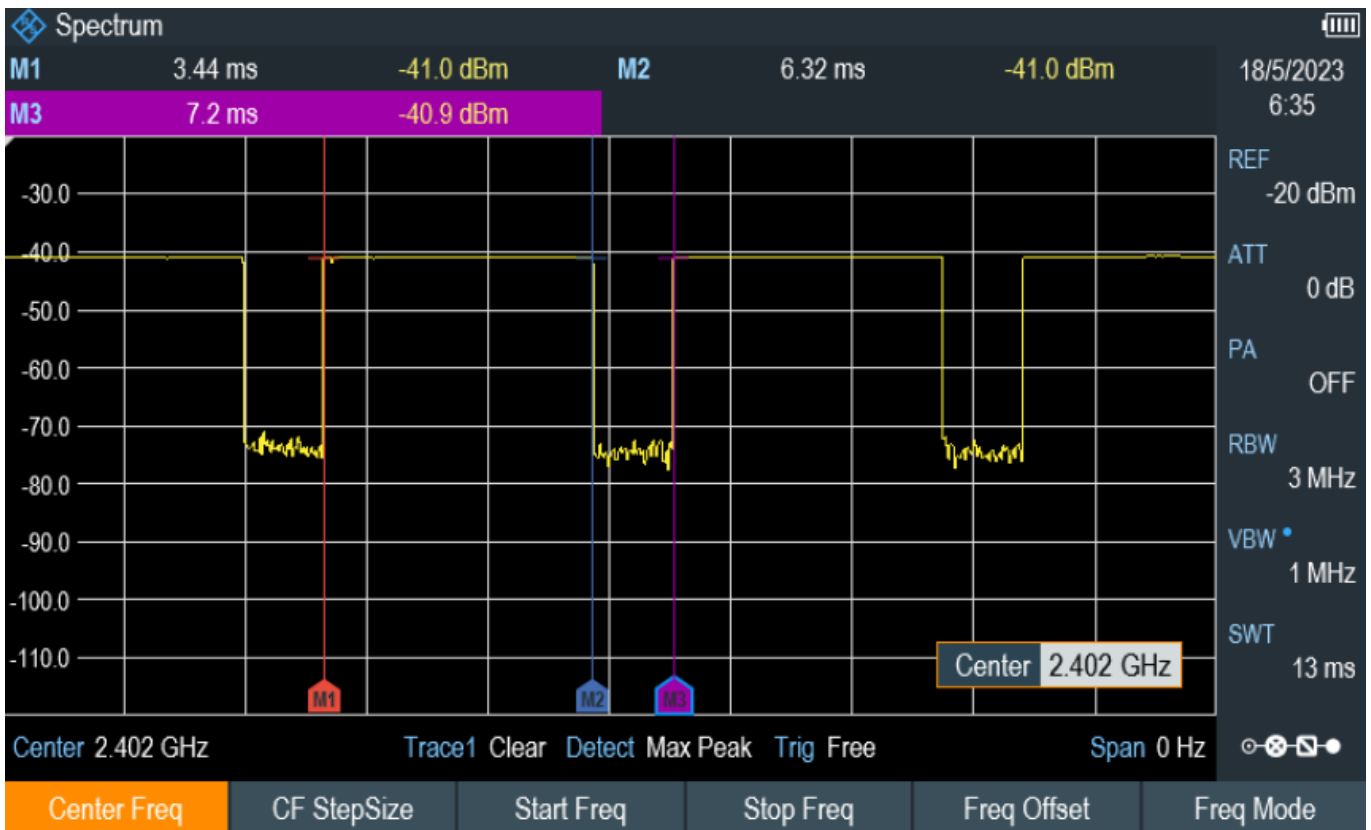 Spectrum
M1 3.44 ms -41.0 dBm M2 6.32 ms -41.0 dBm
M3 7.2 ms -40.9 dBm
18/5/2023
6:35
-30.0
-40.0
-50.0
-60.0
-70.0
-80.0
-90.0
-100.0
-110.0
M1 M2 M3
Center 2.402 GHz
REF
-20 dBm
ATT
0 dB
PA
OFF
RBW
3 MHz
VBW
1 MHz
SWT
13 ms
Center 2.402 GHz Trace1 Clear Detect Max Peak Trig Free Span 0 Hz
Center Freq CF StepSize Start Freq Stop Freq Freq Offset Freq Mode